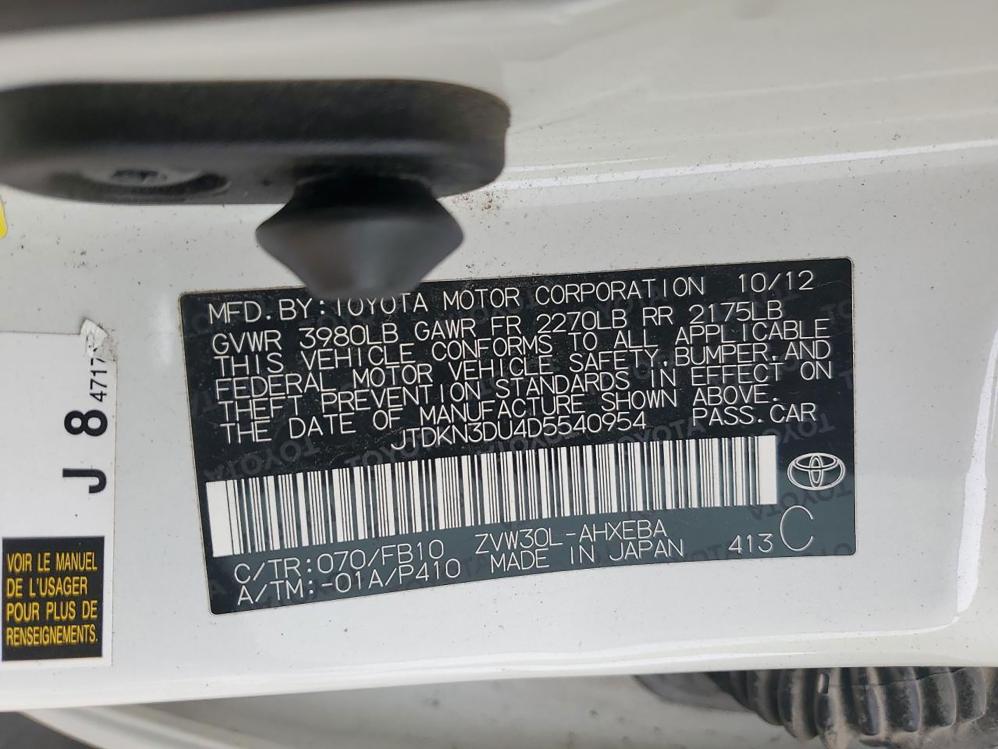 MFD. BY: TOYOTA MOTOR CORPORATION 10/12
GVWR 3980LB GAWR FR 2270LB RR 2175LB
THIS VEHICLE CONFORMS TO ALL APPLICABLE
FEDERAL MOTOR VEHICLE SAFETY, BUMPER, AND
THEFT PREVENTION STANDARDS IN EFFECT ON
THE DATE OF MANUFACTURE SHOWN ABOVE.
JTDKN3DU4D5540954 PASS. CAR
C/TR: 070/FB10 ZVW30L-AHXEBA
A/TM: -01A/P410 MADE IN JAPAN 413 C
J 8
4717
VOIR LE MANUEL
DE L'USAGER
POUR PLUS DE
RENSEIGNEMENTS.